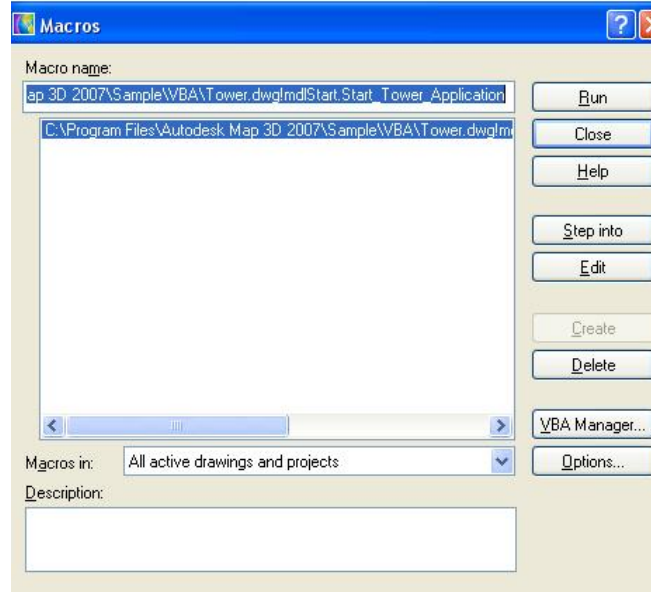 Macros
Macro name:
ap 3D 2007\Sample\VBA\Tower.dwg!mdlStart.Start_Tower_Application
Run
C:\Program Files\Autodesk Map 3D 2007\Sample\VBA\Tower.dwg!m
Close
Help
Step into
Edit
Create
Delete
VBA Manager...
Macros in: All active drawings and projects
Options...
Description: